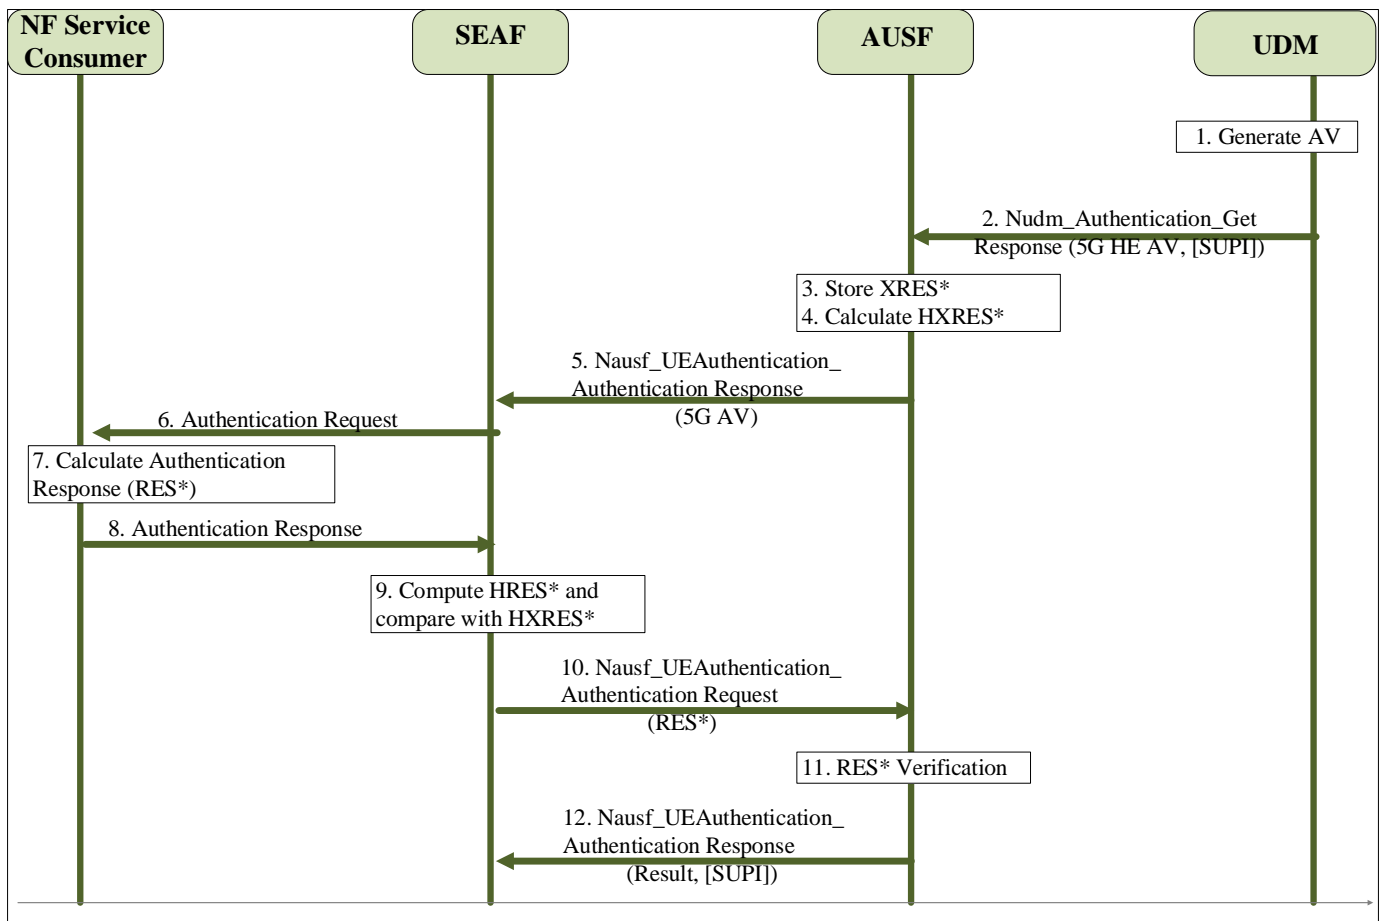 NF Service
Consumer
SEAF
AUSF
UDM
1. Generate AV
2. Nudm_Authentication_Get
Response (5G HE AV, [SUPI])
3. Store XRES*
4. Calculate HXRES*
5. Nausf_UEAuthentication_
Authentication Response
(5G AV)
6. Authentication Request
7. Calculate Authentication
Response (RES*)
8. Authentication Response
9. Compute HRES* and
compare with HXRES*
10. Nausf_UEAuthentication_
Authentication Request
(RES*)
11. RES* Verification
12. Nausf_UEAuthentication_
Authentication Response
(Result, [SUPI])